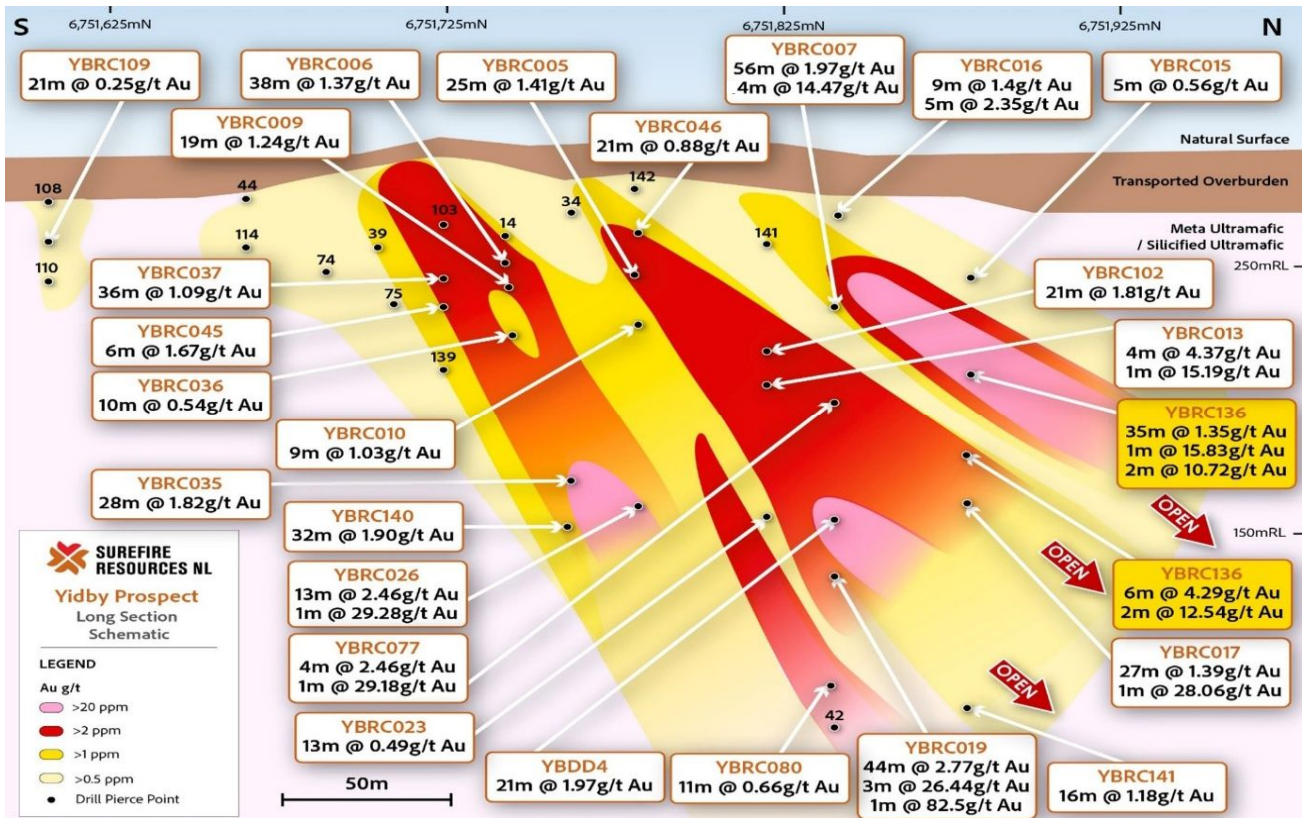 S
6,751,625mN
6,751,725mN
6,751,825mN
6,751,925mN
N
YBRC109
21m @ 0.25g/t Au
YBRC006
38m @ 1.37g/t Au
YBRC005
25m @ 1.41g/t Au
YBRC007
56m @ 1.97g/t Au
4m @ 14.47g/t Au
YBRC016
9m @ 1.4g/t Au
5m @ 2.35g/t Au
YBRC015
5m @ 0.56g/t Au
YBRC009
19m @ 1.24g/t Au
YBRC046
21m @ 0.88g/t Au
Natural Surface
Transported Overburden
Meta Ultramafic
/ Silicified Ultramafic
250mRL
108
44
142
103
14
34
114
39
141
110
74
75
139
YBRC037
36m @ 1.09g/t Au
YBRC045
6m @ 1.67g/t Au
YBRC036
10m @ 0.54g/t Au
YBRC102
21m @ 1.81g/t Au
YBRC013
4m @ 4.37g/t Au
1m @ 15.19g/t Au
YBRC136
35m @ 1.35g/t Au
1m @ 15.83g/t Au
2m @ 10.72g/t Au
YBRC010
9m @ 1.03g/t Au
YBRC035
28m @ 1.82g/t Au
YBRC140
32m @ 1.90g/t Au
OPEN
150mRL
OPEN
YBRC136
6m @ 4.29g/t Au
2m @ 12.54g/t Au
YBRC026
13m @ 2.46g/t Au
1m @ 29.28g/t Au
YBRC077
4m @ 2.46g/t Au
1m @ 29.18g/t Au
YBRC017
27m @ 1.39g/t Au
1m @ 28.06g/t Au
OPEN
YBRC023
13m @ 0.49g/t Au
42
YBDD4
21m @ 1.97g/t Au
YBRC080
11m @ 0.66g/t Au
YBRC019
44m @ 2.77g/t Au
3m @ 26.44g/t Au
1m @ 82.5g/t Au
YBRC141
16m @ 1.18g/t Au
SUREFIRE
RESOURCES NL
Yidby Prospect
Long Section
Schematic
LEGEND
Au g/t
>20 ppm
>2 ppm
>1 ppm
>0.5 ppm
Drill Pierce Point
50m